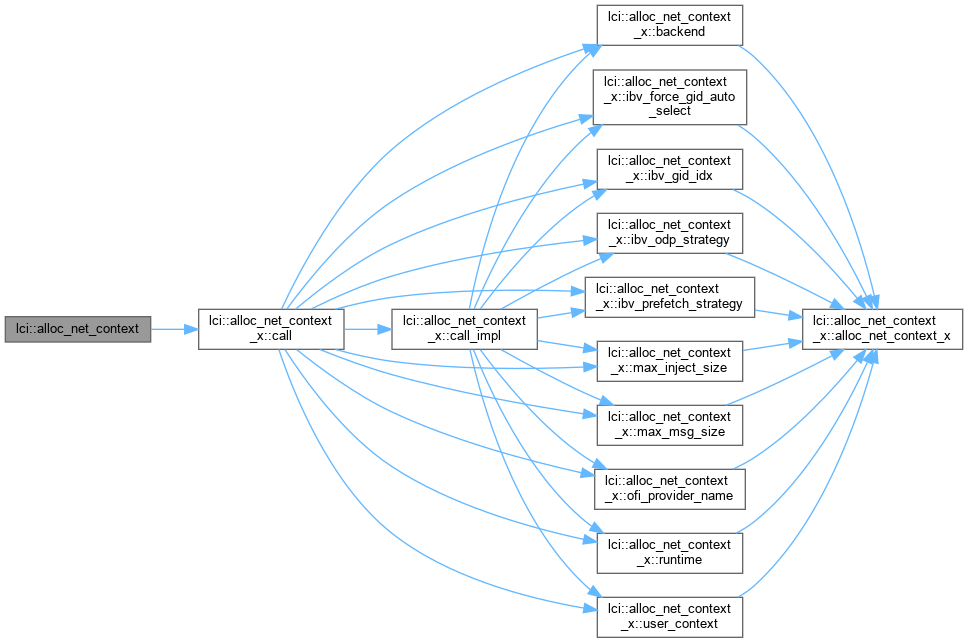 lci::alloc_net_context
lci::alloc_net_context
_x::call
lci::alloc_net_context
_x::call_impl
lci::alloc_net_context
_x::backend
lci::alloc_net_context
_x::ibv_force_gid_auto
_select
lci::alloc_net_context
_x::ibv_gid_idx
lci::alloc_net_context
_x::ibv_odp_strategy
lci::alloc_net_context
_x::ibv_prefetch_strategy
lci::alloc_net_context
_x::max_inject_size
lci::alloc_net_context
_x::max_msg_size
lci::alloc_net_context
_x::ofi_provider_name
lci::alloc_net_context
_x::runtime
lci::alloc_net_context
_x::user_context
lci::alloc_net_context
_x::alloc_net_context_x